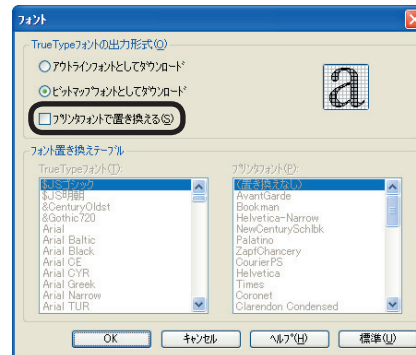 フォント
TrueTypeフォントの出力形式(O)
アウトラインフォントとしてダウンロード
ビットマップフォントとしてダウンロード
プリンタフォントで置き換える(S)
フォント置き換えテーブル
TrueTypeフォント(T):
$JSゴシック
$JS明朝
&CenturyOldst
&Gothic720
Arial
Arial Baltic
Arial Black
Arial CE
Arial CYR
Arial Greek
Arial Narrow
Arial TUR
プリンタフォント(P):
(置き換えなし)
AvantGarde
Bookman
Helvetica-Narrow
NewCenturySchlbk
Palatino
ZapfChancery
CourierPS
Helvetica
Times
Coronet
Clarendon Condensed
a
OK
キャンセル
ヘルプ(H)
標準(U)